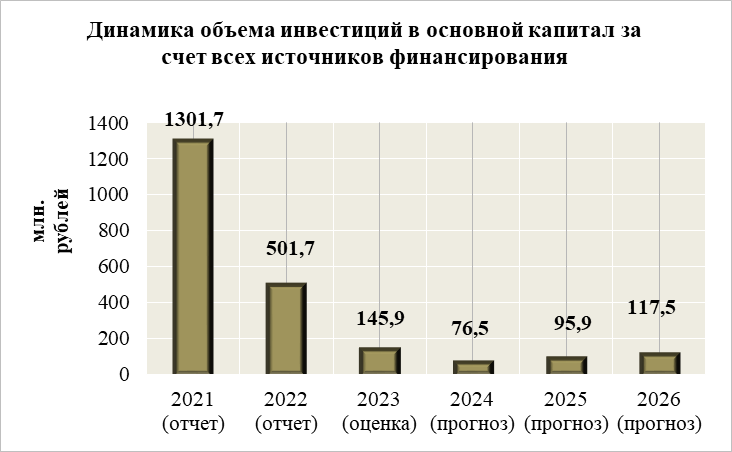 Динамика объема инвестиций в основной капитал за
счет всех источников финансирования
млн.
рублей
1400
1200
1000
800
600
400
200
0
1301,7
501,7
145,9
76,5
95,9
117,5
2021
(отчет)
2022
(отчет)
2023
(оценка)
2024
(прогноз)
2025
(прогноз)
2026
(прогноз)